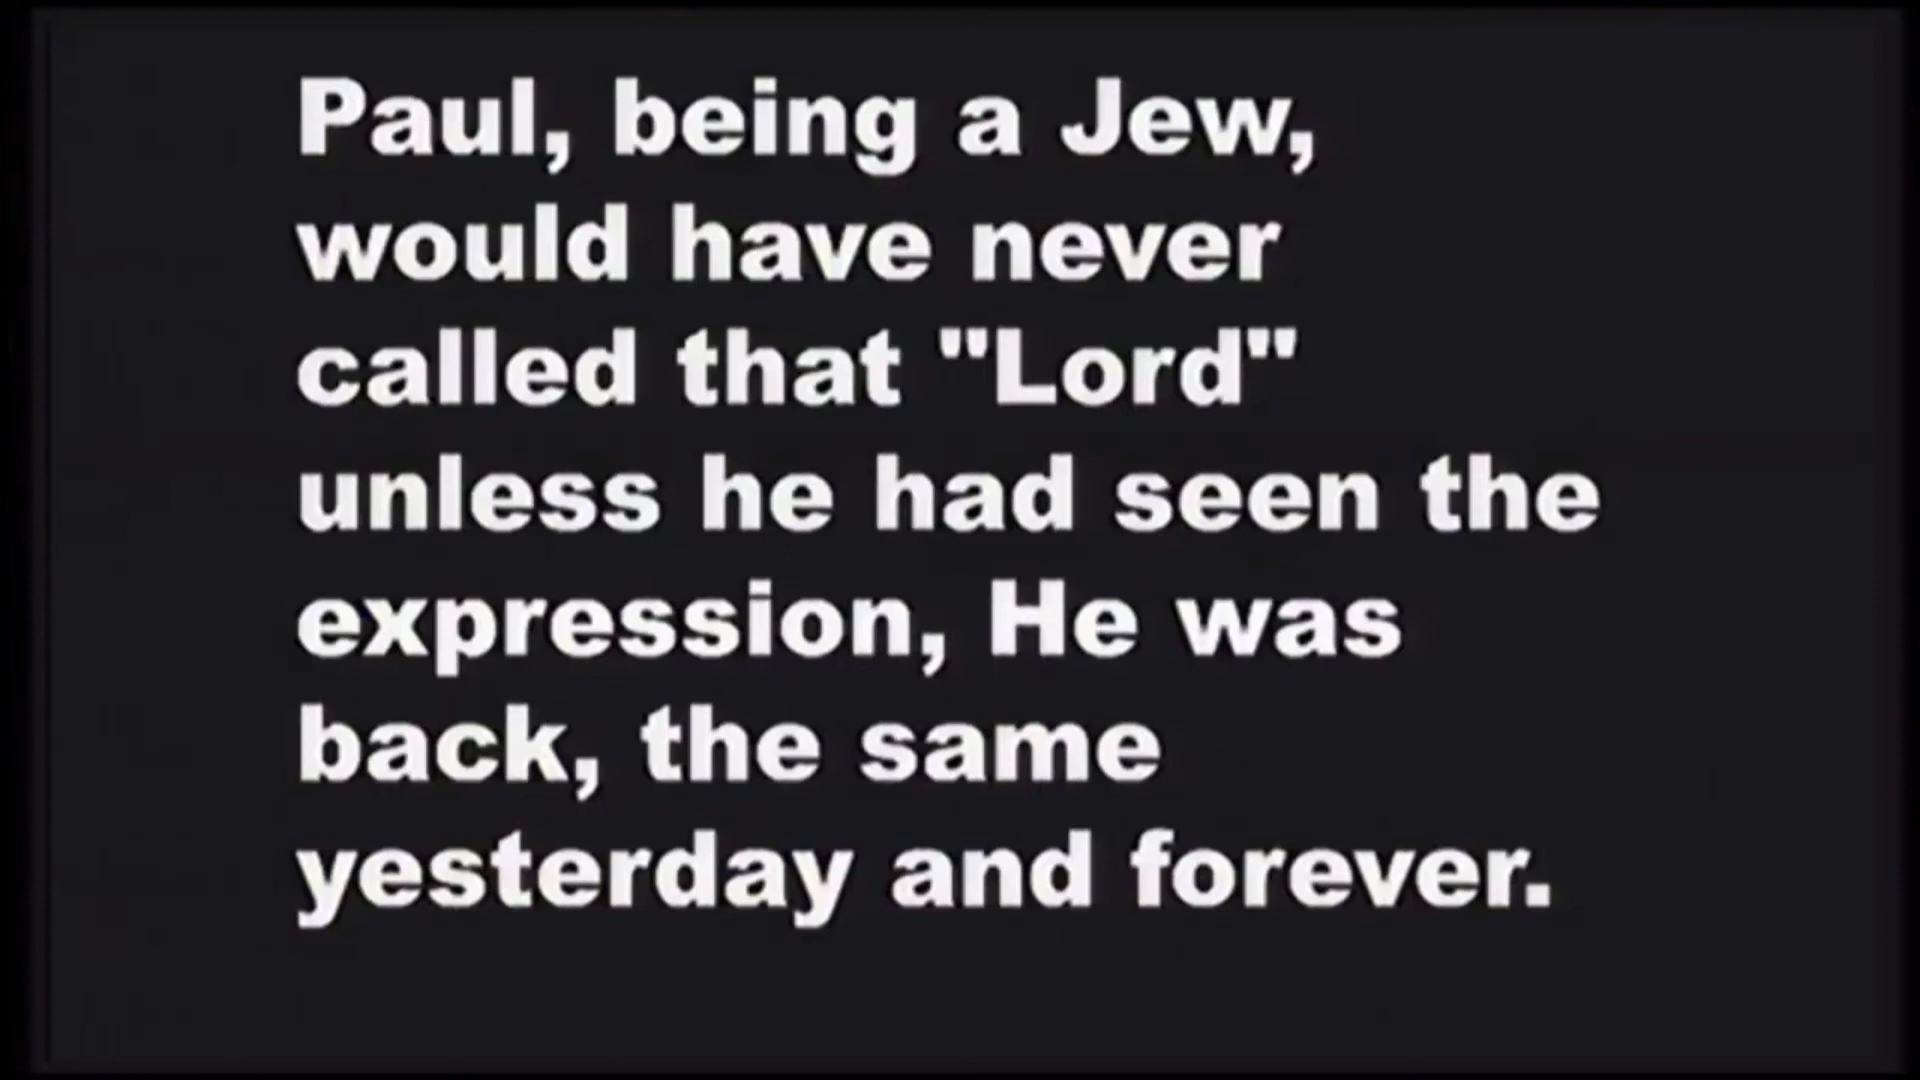 Paul, being a Jew,
would have never
called that "Lord"
unless he had seen the
expression, He was
back, the same
yesterday and forever.